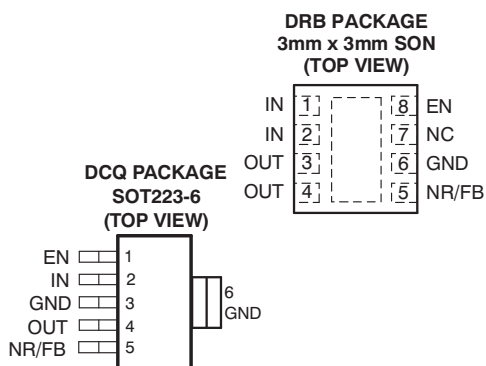 DRB PACKAGE
3mm x 3mm SON
(TOP VIEW)
IN 1 8 EN
IN 2 7 NC
OUT 3 6 GND
OUT 4 5 NR/FB
DCQ PACKAGE
SOT223-6
(TOP VIEW)
EN 1
IN 2
GND 3
OUT 4
NR/FB 5
6
GND